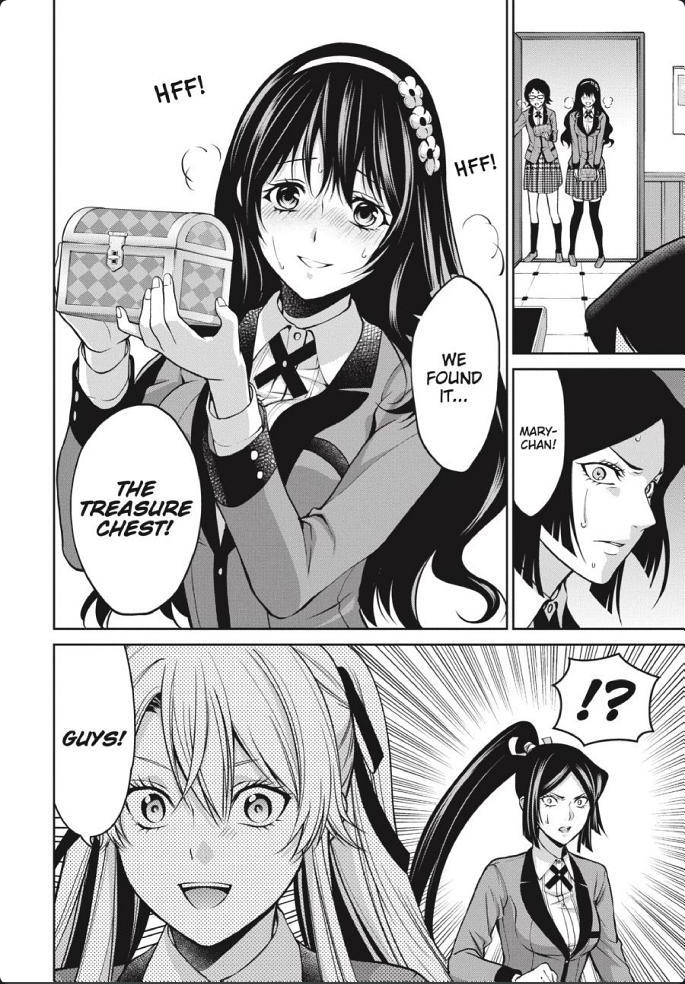 MARY-
CHAN!
HFF!
HFF!
WE
FOUND
IT...
THE
TREASURE
CHEST!
!?
GUYS!